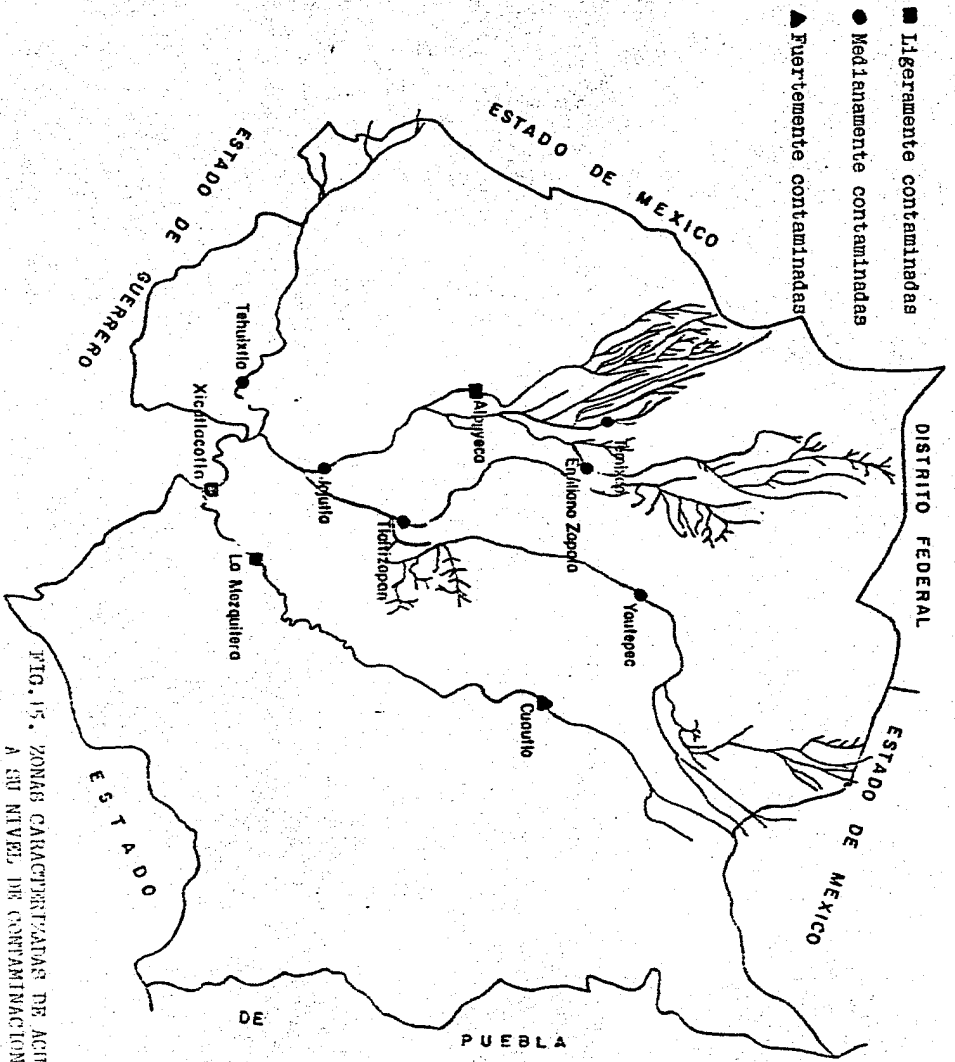 ■ Ligeramente contaminadas
● Medianamente contaminadas
▲ Fuertemente contaminadas
DISTRITO FEDERAL
ESTADO DE MEXICO
ESTADO DE MEXICO
ESTADO DE GUERRERO
ESTADO DE PUEBLA
Temixco
Emiliano Zapata
Alpuyeca
Yautepec
Cuautla
Tlaltizapan
Jojutla
Tehuixtla
Xicatlacotla
La Mezquitera
FIG. 15. ZONAS CARACTERIZADAS DE ACU
A SU NIVEL DE CONTAMINACION